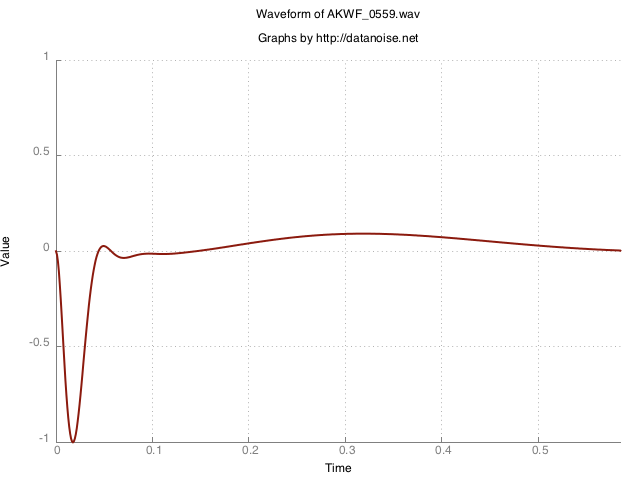 Waveform of AKWF_0559.wav
Graphs by http://datanoise.net
1
0.5
0
-0.5
-1
Value
0 0.1 0.2 0.3 0.4 0.5
Time